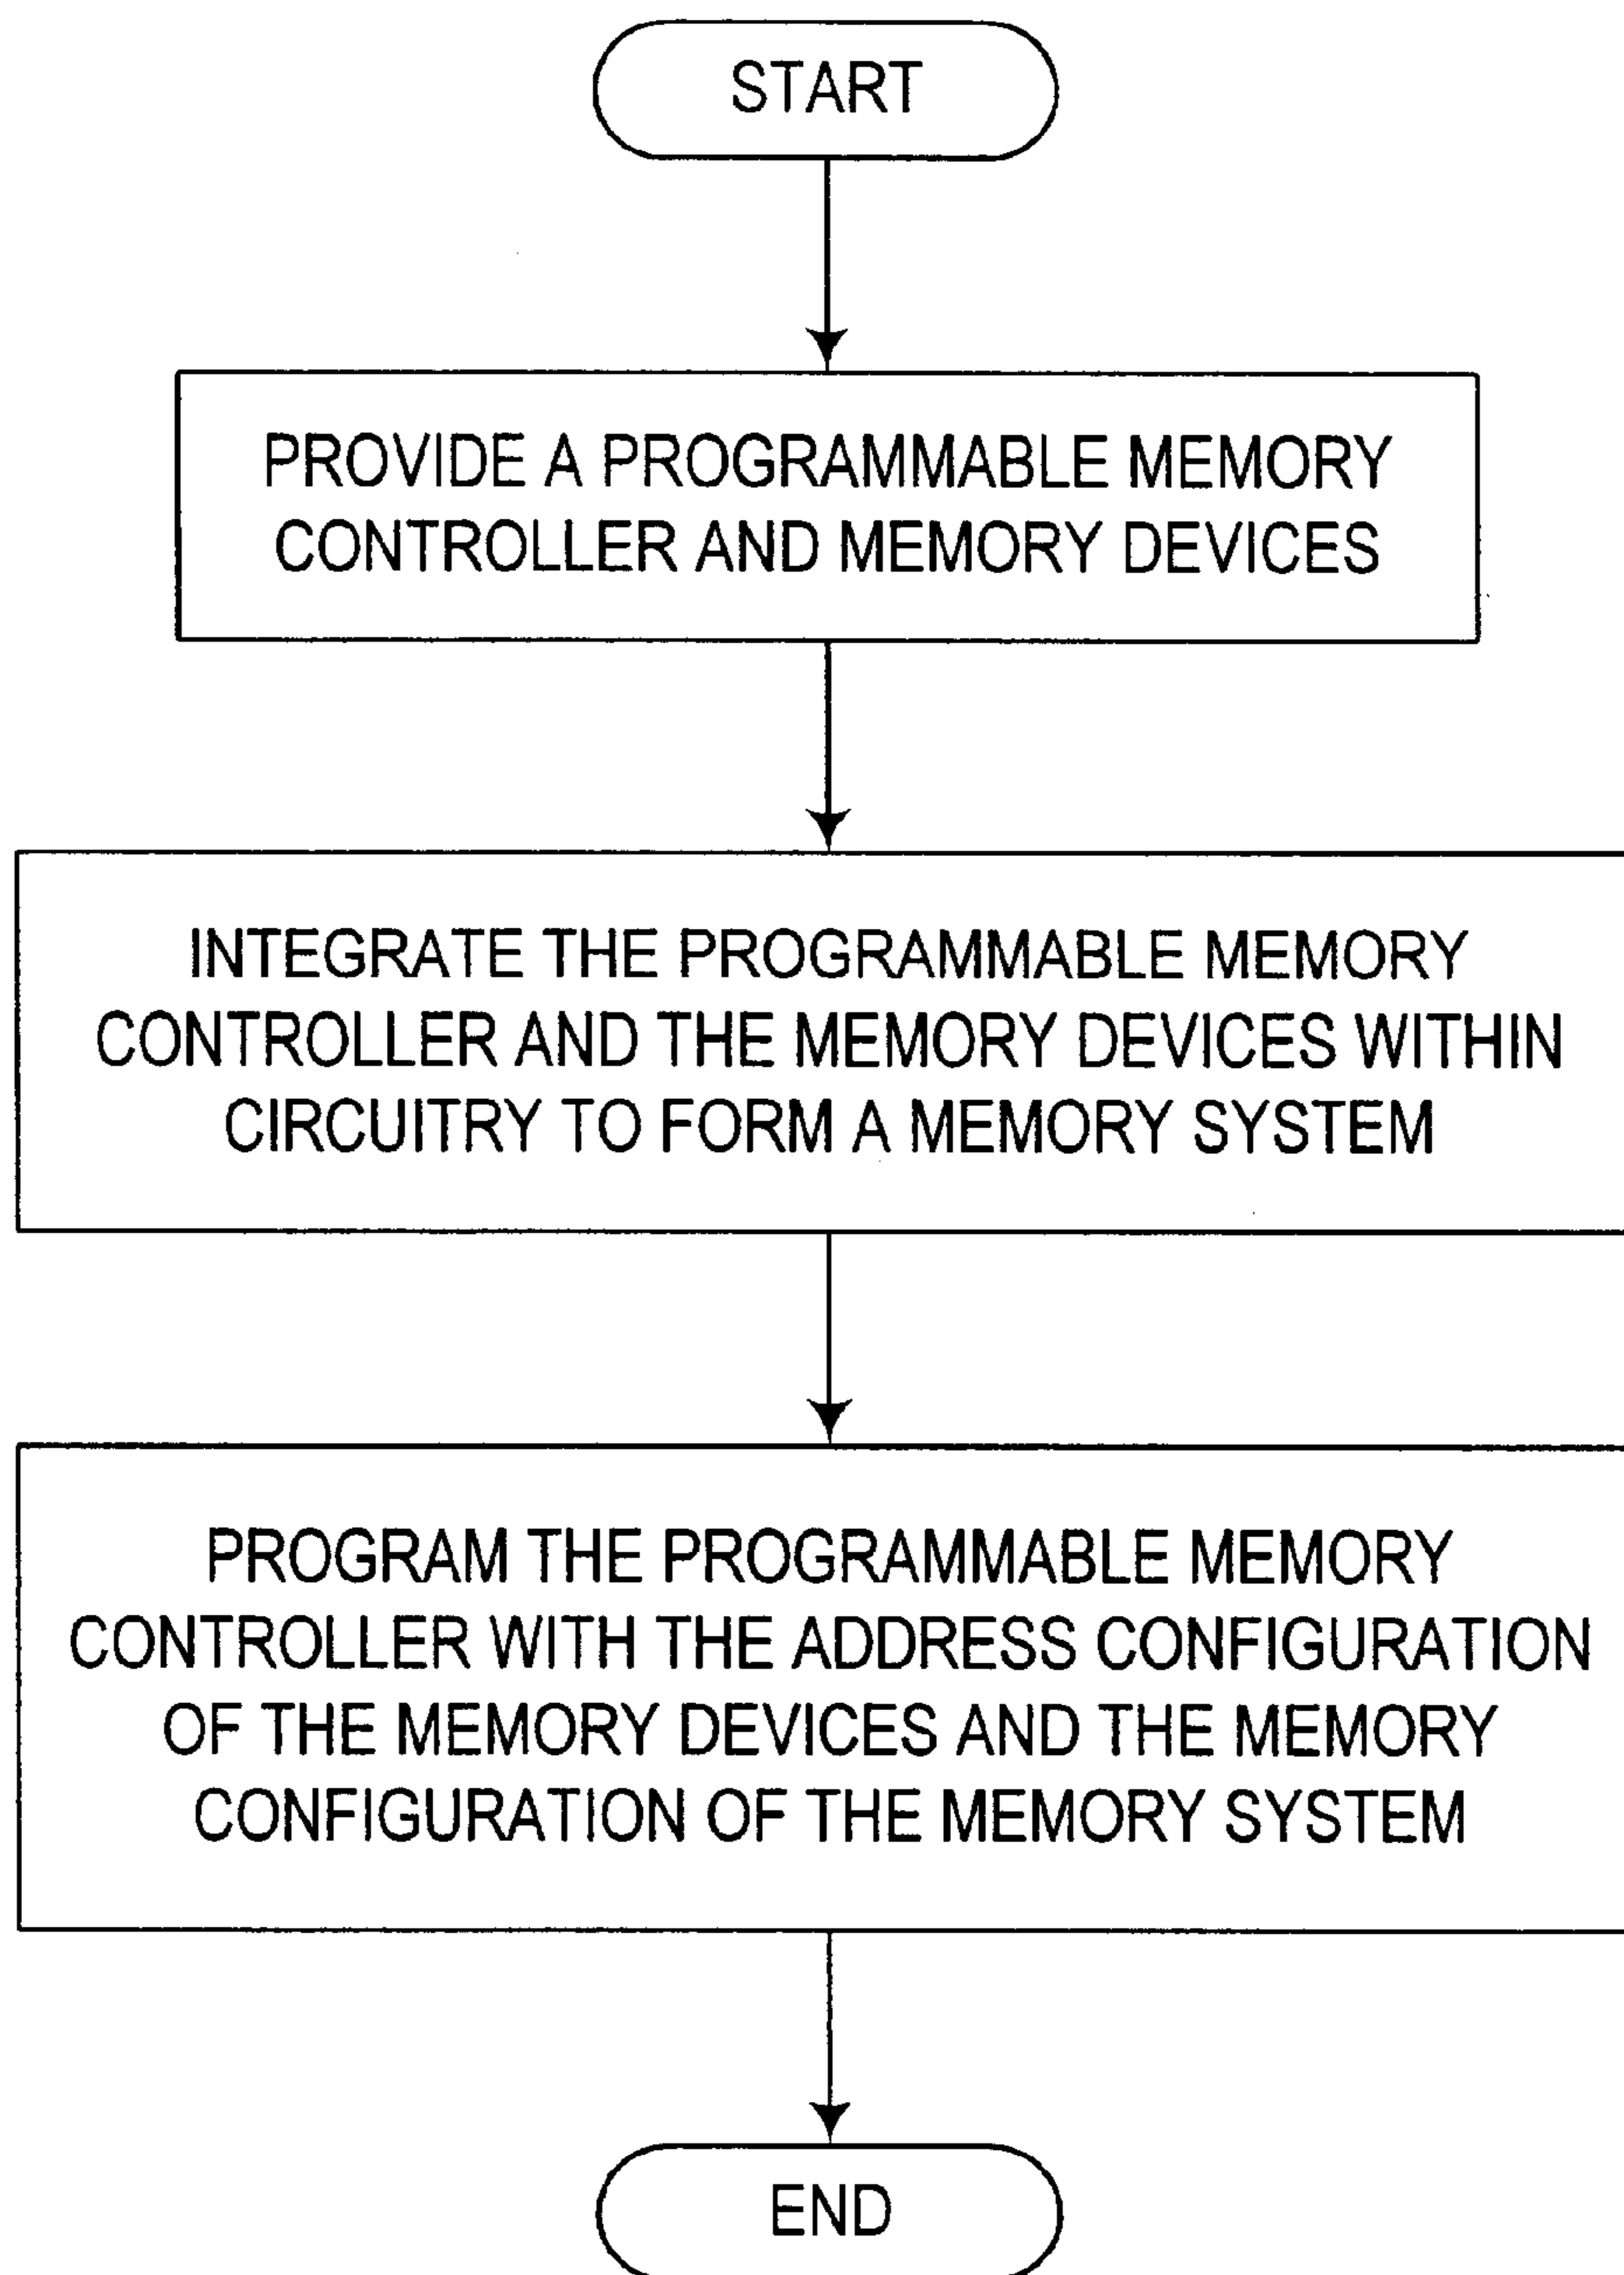 START
PROVIDE A PROGRAMMABLE MEMORY
CONTROLLER AND MEMORY DEVICES
INTEGRATE THE PROGRAMMABLE MEMORY
CONTROLLER AND THE MEMORY DEVICES WITHIN
CIRCUITRY TO FORM A MEMORY SYSTEM
PROGRAM THE PROGRAMMABLE MEMORY
CONTROLLER WITH THE ADDRESS CONFIGURATION
OF THE MEMORY DEVICES AND THE MEMORY
CONFIGURATION OF THE MEMORY SYSTEM
END